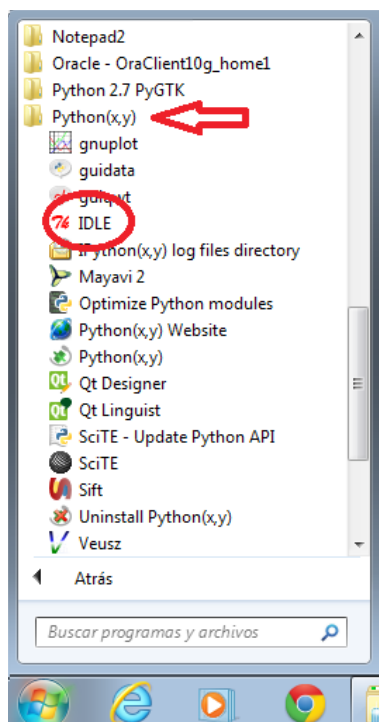 Notepad2
Oracle - OraClient10g_home1
Python 2.7 PyGTK
Python(x,y)
gnuplot
guidata
guiqwt
IDLE
IPython(x,y) log files directory
Mayavi 2
Optimize Python modules
Python(x,y) Website
Python(x,y)
Qt Designer
Qt Linguist
SciTE - Update Python API
SciTE
Sift
Uninstall Python(x,y)
Veusz
Atrás
Buscar programas y archivos